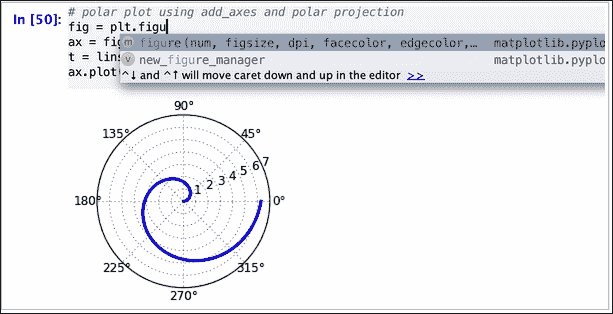 In [50]:
# polar plot using add_axes and polar projection
fig = plt.figu
ax = fig
t = lins
ax.plot
m figure(num, figsize, dpi, facecolor, edgecolor,… matplotlib.pyplo
v new_figure_manager matplotlib.pyplo
^↓ and ^↑ will move caret down and up in the editor >>
90°
135° 45°
1 2 3 4 5 6 7
180° 0°
225° 315°
270°